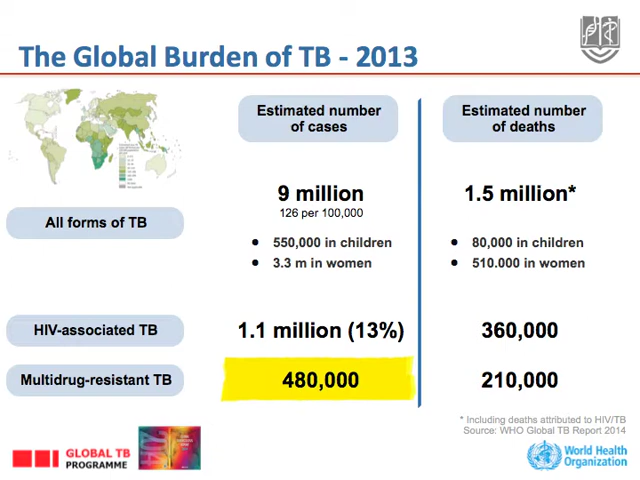 The Global Burden of TB - 2013
Estimated number
of cases
Estimated number
of deaths
All forms of TB
9 million
126 per 100,000
1.5 million*
• 550,000 in children
• 3.3 m in women
• 80,000 in children
• 510.000 in women
HIV-associated TB
1.1 million (13%)
360,000
Multidrug-resistant TB
480,000
210,000
* Including deaths attributed to HIV/TB
Source: WHO Global TB Report 2014
GLOBAL TB
PROGRAMME
World Health
Organization